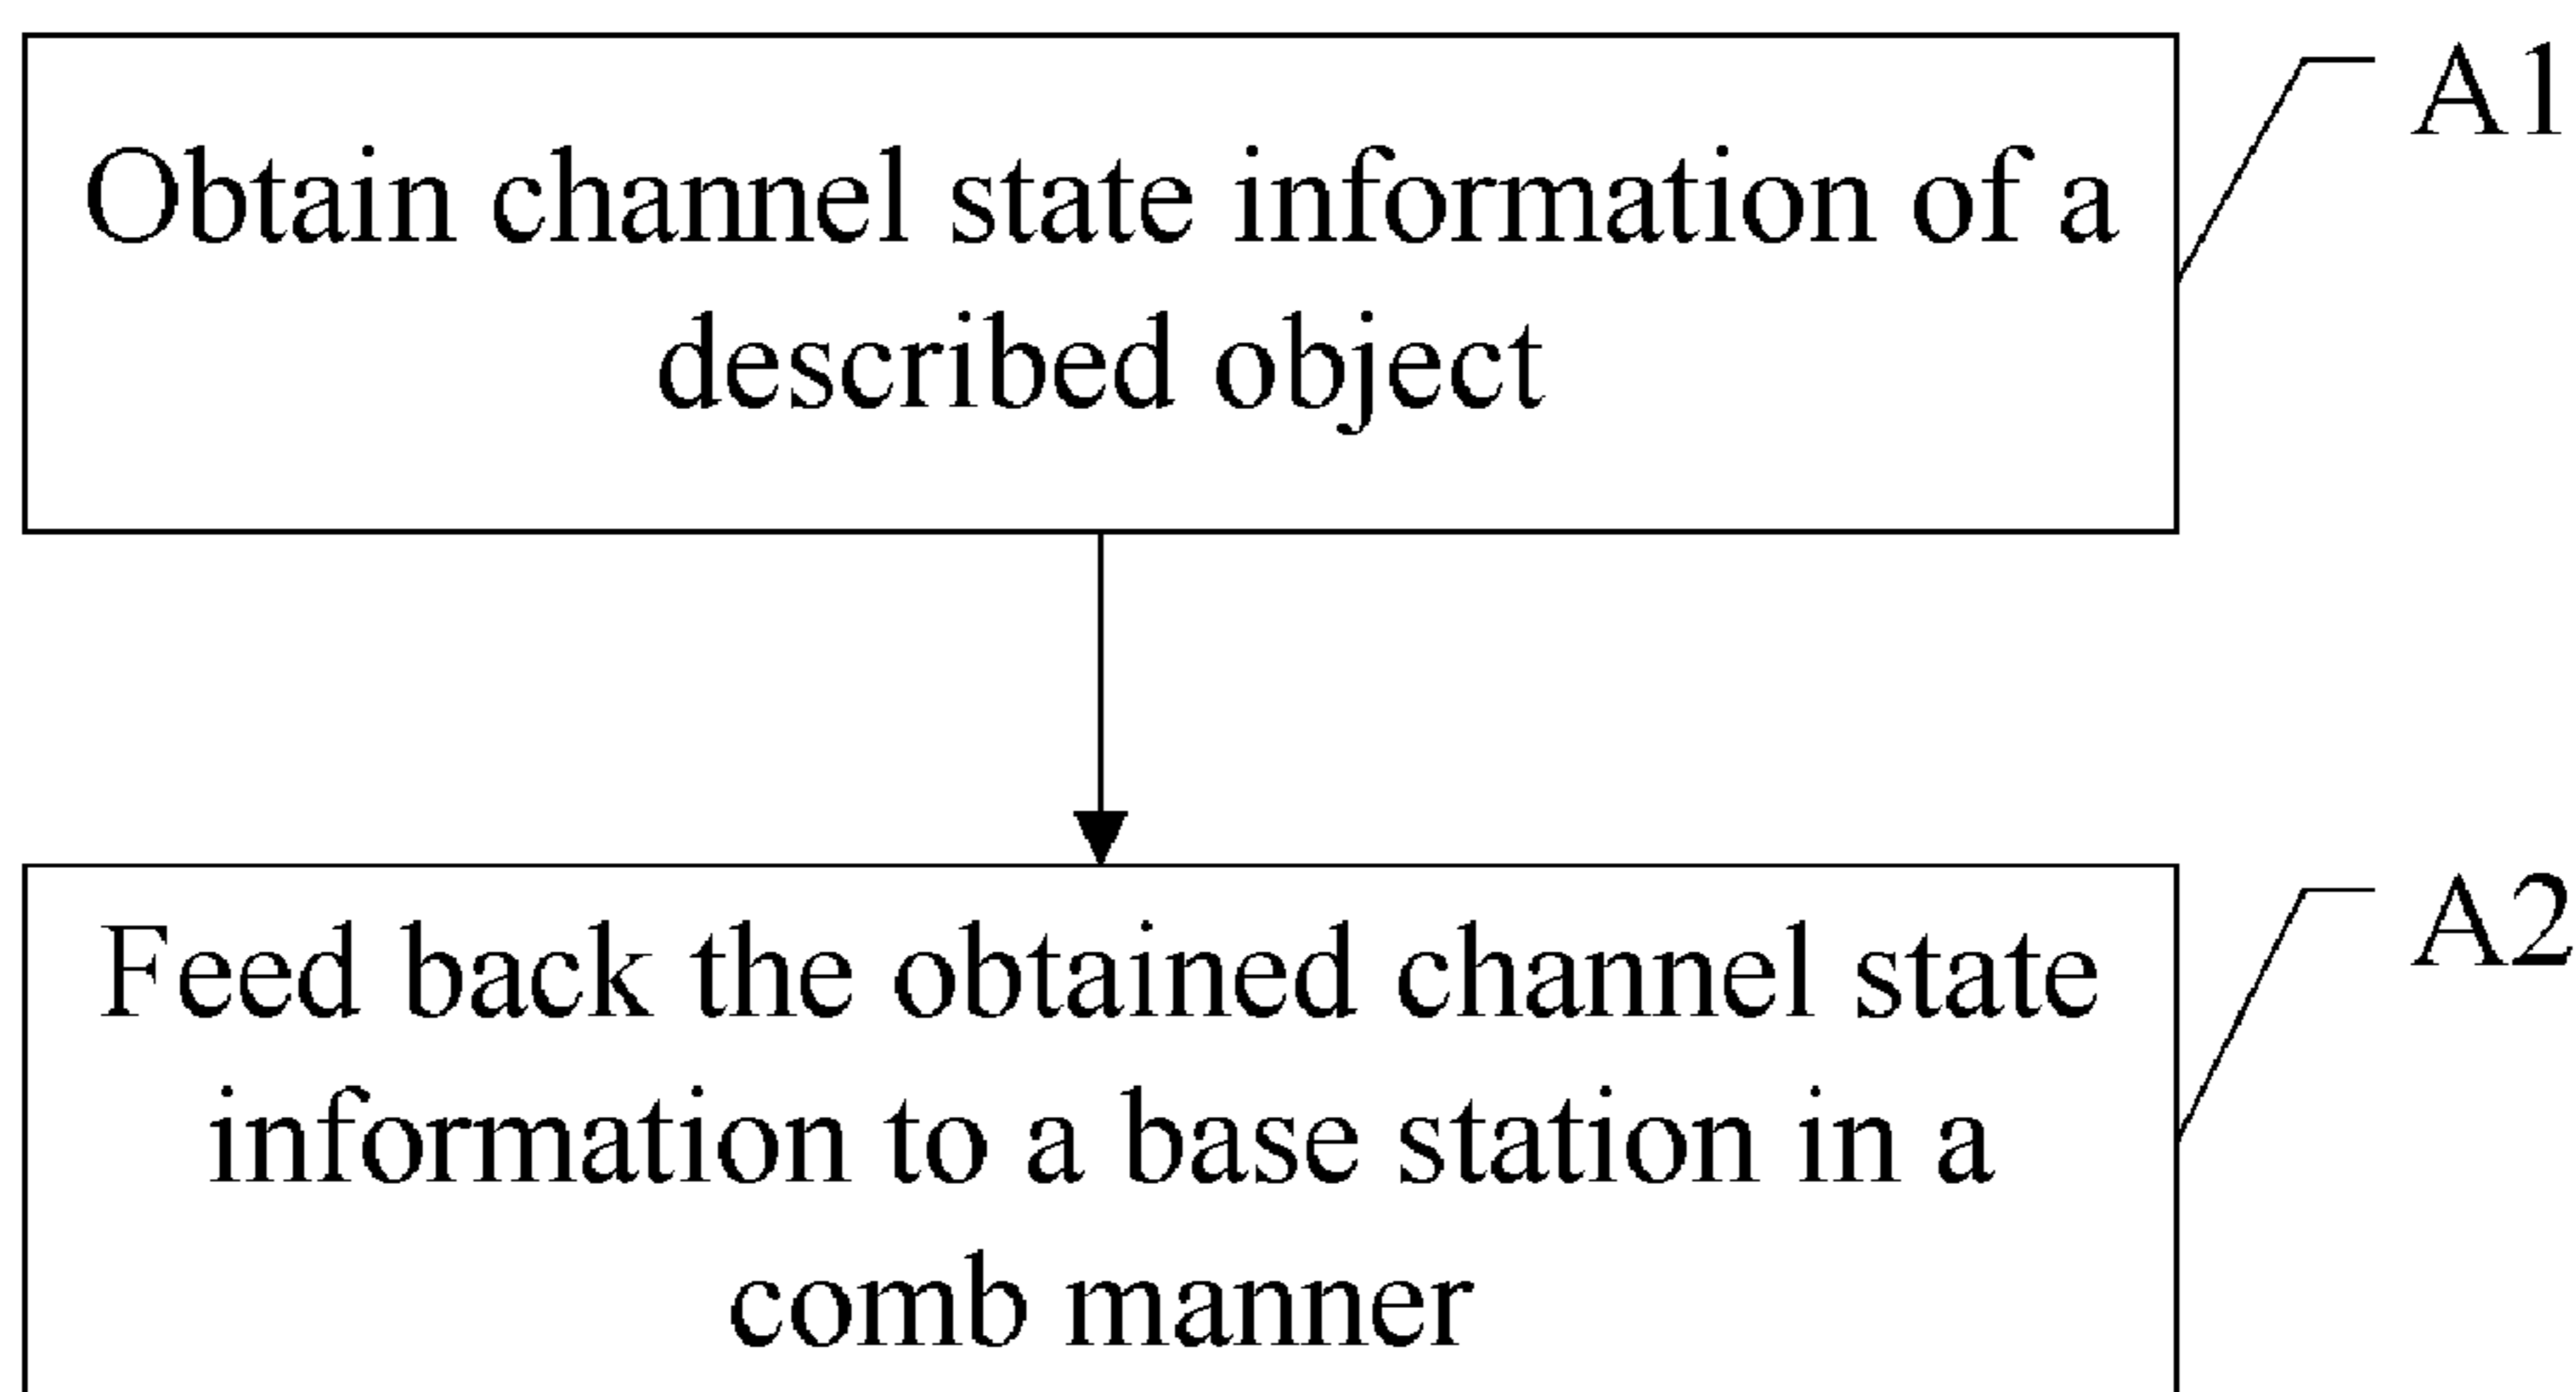 A1
Obtain channel state information of a
described object
A2
Feed back the obtained channel state
information to a base station in a
comb manner